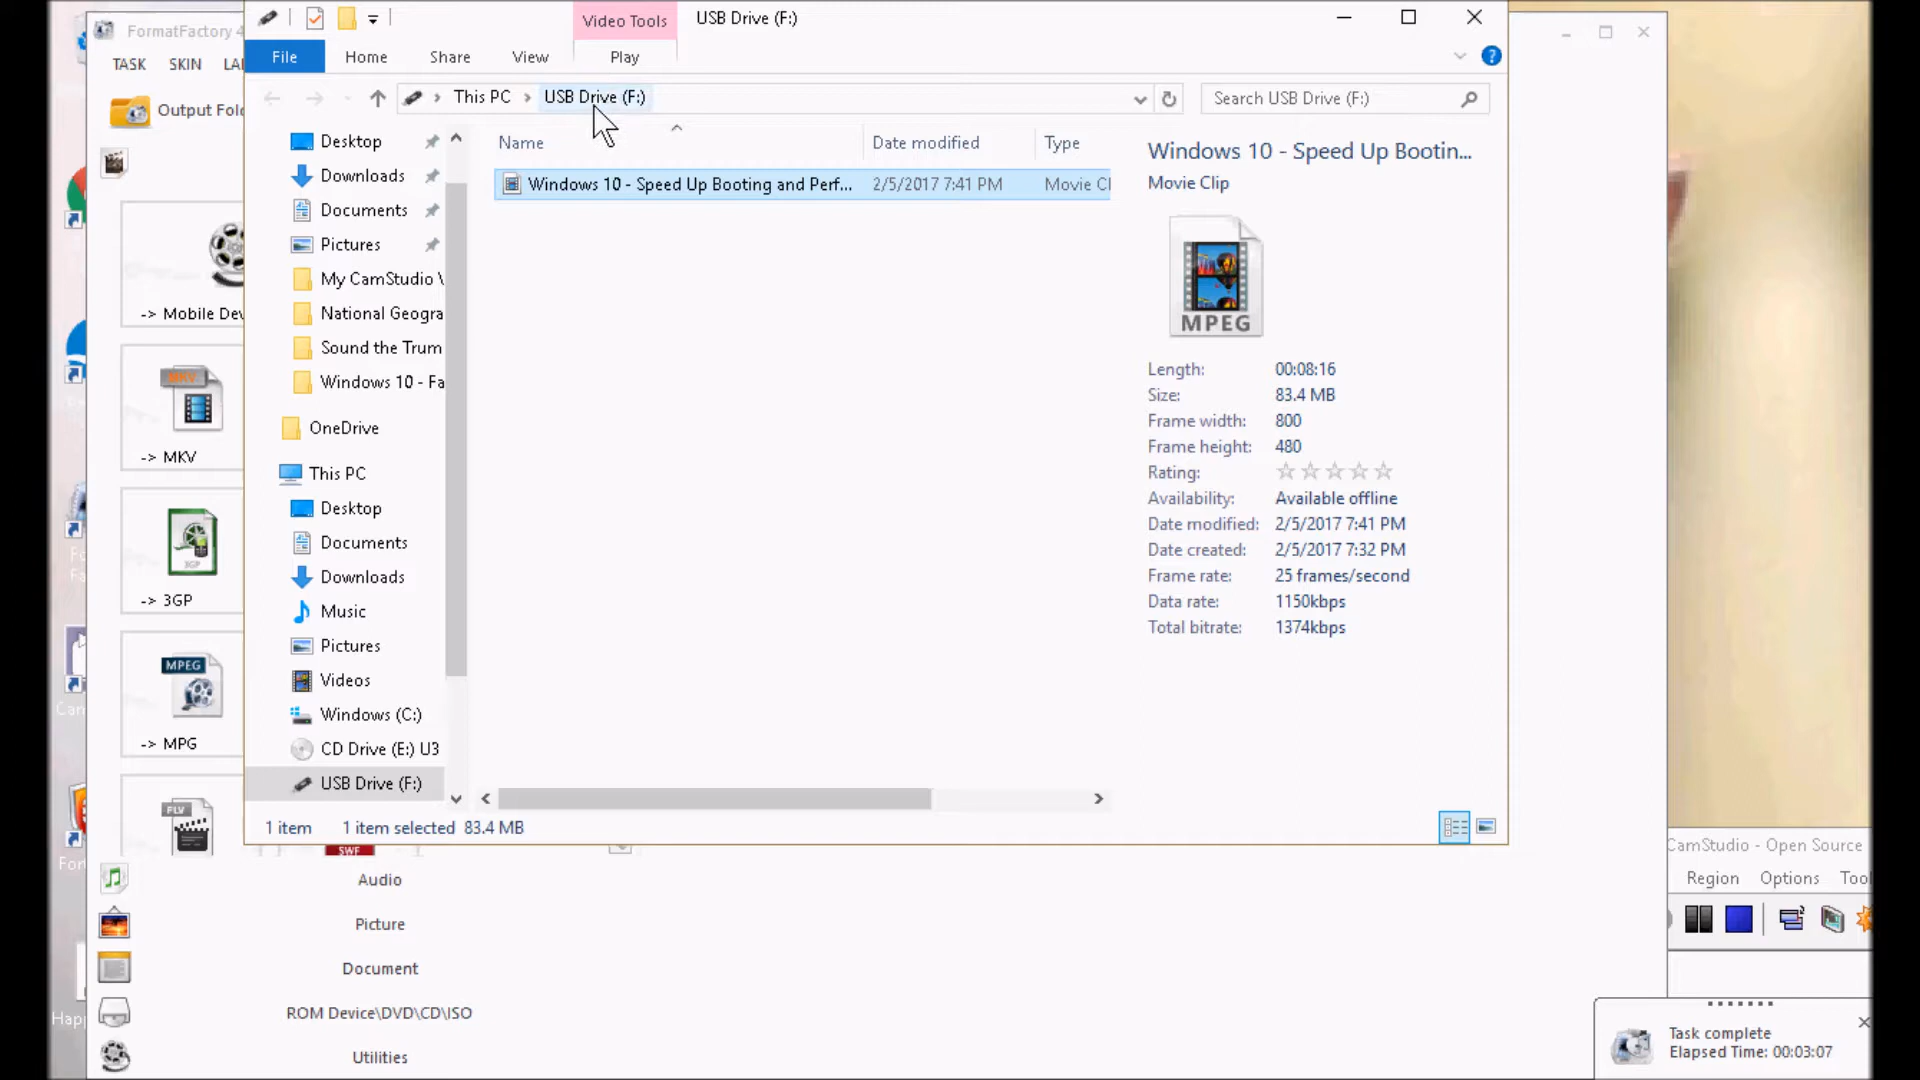 FormatFactory 4
TASK SKIN LA
Output Fol
-> Mobile Dev
MKV
-> MKV
3GP
-> 3GP
MPEG
-> MPG
FLV
SWF
Audio
Picture
Document
ROM Device\DVD\CD\ISO
Utilities
Video Tools
USB Drive (F:)
File Home Share View Play
This PC > USB Drive (F:)
Search USB Drive (F:)
Desktop
Downloads
Documents
Pictures
My CamStudio \
National Geogra
Sound the Trum
Windows 10 - Fa
OneDrive
This PC
Desktop
Documents
Downloads
Music
Pictures
Videos
Windows (C:)
CD Drive (E:) U3
USB Drive (F:)
Name Date modified Type
Windows 10 - Speed Up Booting and Perf... 2/5/2017 7:41 PM Movie Cl
Windows 10 - Speed Up Bootin...
Movie Clip
MPEG
Length: 00:08:16
Size: 83.4 MB
Frame width: 800
Frame height: 480
Rating:
Availability: Available offline
Date modified: 2/5/2017 7:41 PM
Date created: 2/5/2017 7:32 PM
Frame rate: 25 frames/second
Data rate: 1150kbps
Total bitrate: 1374kbps
1 item 1 item selected 83.4 MB
CamStudio - Open Source
Region Options Tool
Task complete
Elapsed Time: 00:03:07
Happ